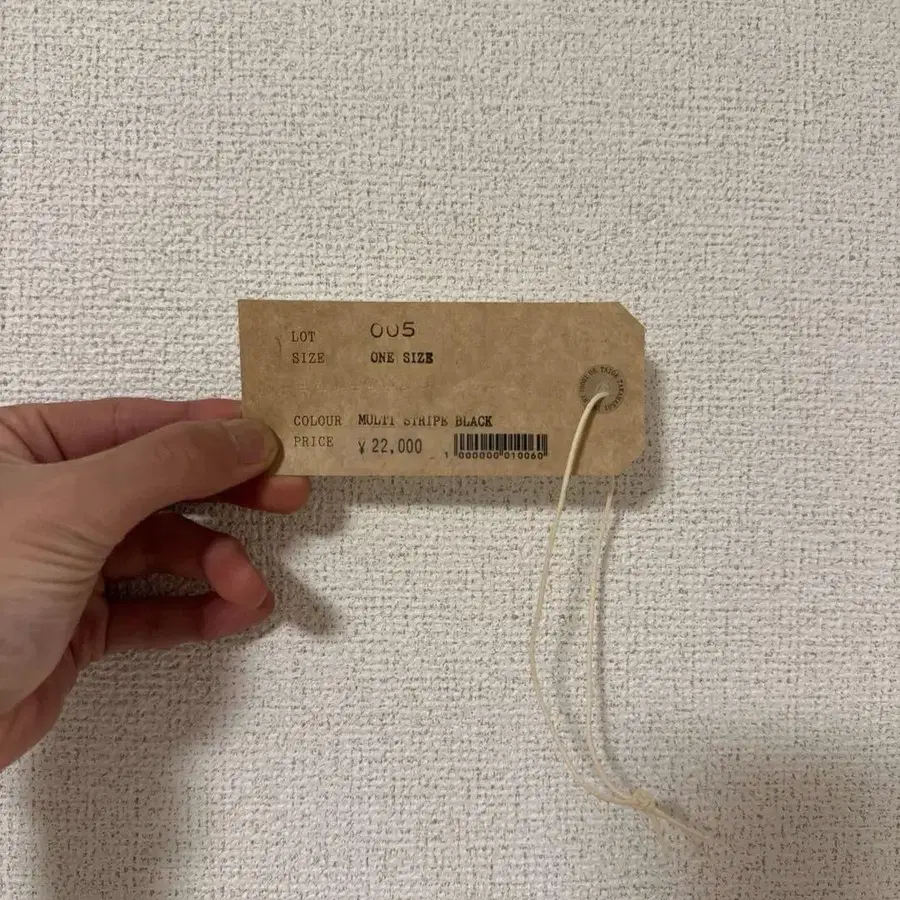 LOT 005
SIZE ONE SIZE
COLOUR MULTI STRIPE BLACK
PRICE ¥ 22,000
1 000000 010060